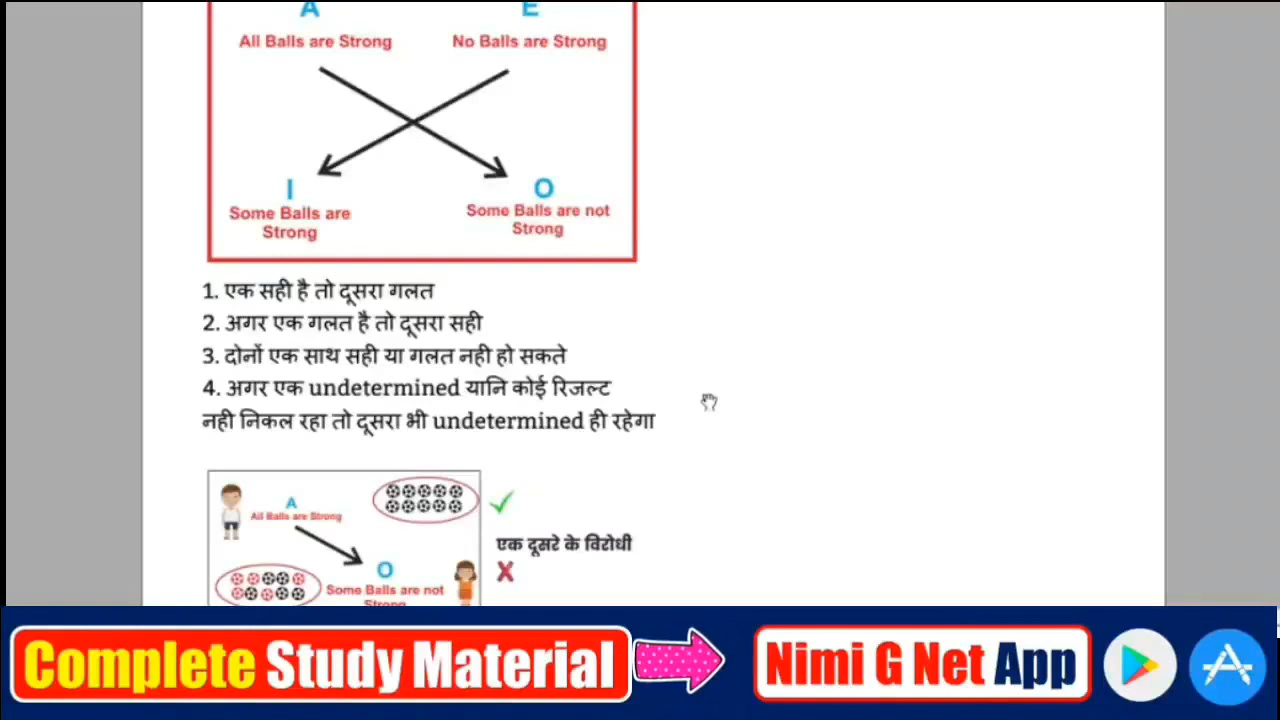 A E
All Balls are Strong No Balls are Strong
I O
Some Balls are Some Balls are not
Strong Strong
1. एक सही है तो दूसरा गलत
2. अगर एक गलत है तो दूसरा सही
3. दोनों एक साथ सही या गलत नही हो सकते
4. अगर एक undetermined यानि कोई रिजल्ट
नही निकल रहा तो दूसरा भी undetermined ही रहेगा
A
All Balls are Strong
एक दूसरे के विरोधी
O
Some Balls are not
Strong
Complete Study Material Nimi G Net App